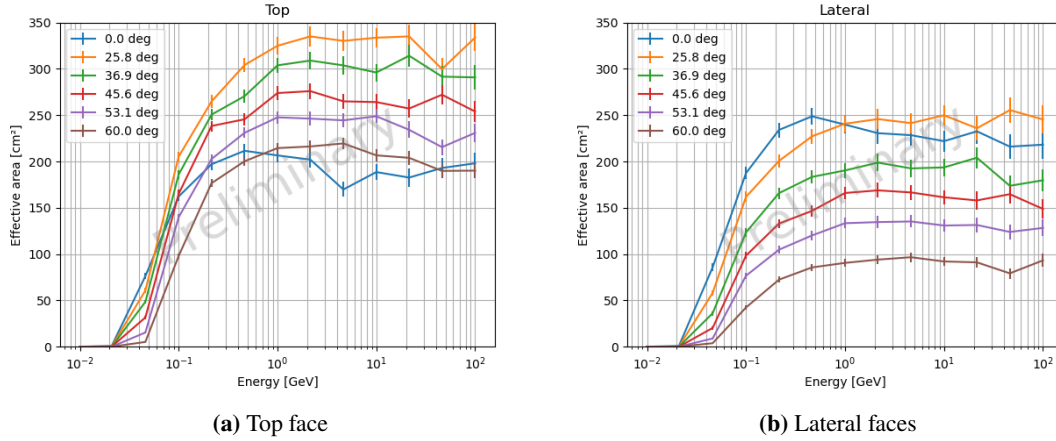 Top
350
300
250
200
150
100
50
0
Effective area [cm²]
0.0 deg
25.8 deg
36.9 deg
45.6 deg
53.1 deg
60.0 deg
Preliminary
10⁻²
10⁻¹
10⁰
10¹
10²
Energy [GeV]
(a) Top face
Lateral
350
300
250
200
150
100
50
0
Effective area [cm²]
0.0 deg
25.8 deg
36.9 deg
45.6 deg
53.1 deg
60.0 deg
Preliminary
10⁻²
10⁻¹
10⁰
10¹
10²
Energy [GeV]
(b) Lateral faces